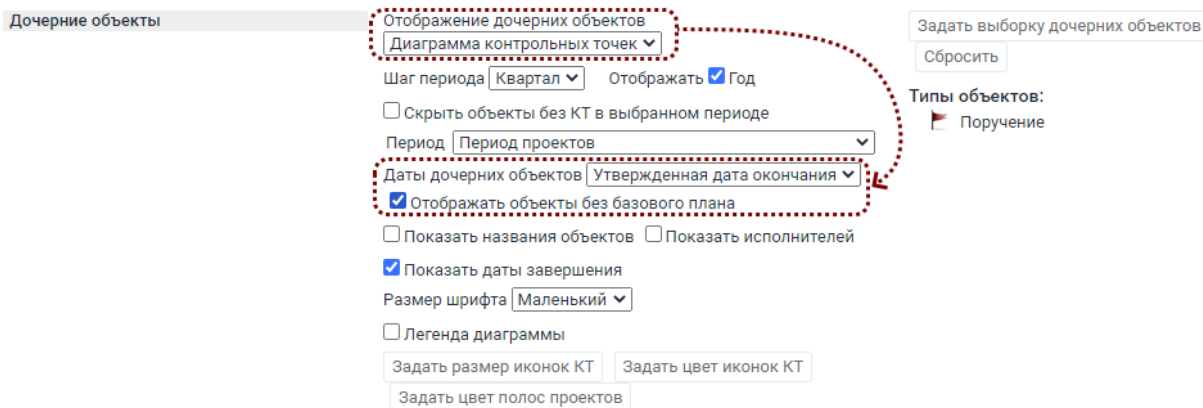 Дочерние объекты
Отображение дочерних объектов
Диаграмма контрольных точек
Шаг периода Квартал Отображать Год
Скрыть объекты без КТ в выбранном периоде
Период Период проектов
Даты дочерних объектов Утвержденная дата окончания
Отображать объекты без базового плана
Показать названия объектов Показать исполнителей
Показать даты завершения
Размер шрифта Маленький
Легенда диаграммы
Задать размер иконок КТ Задать цвет иконок КТ
Задать цвет полос проектов
Задать выборку дочерних объектов
Сбросить
Типы объектов:
Поручение